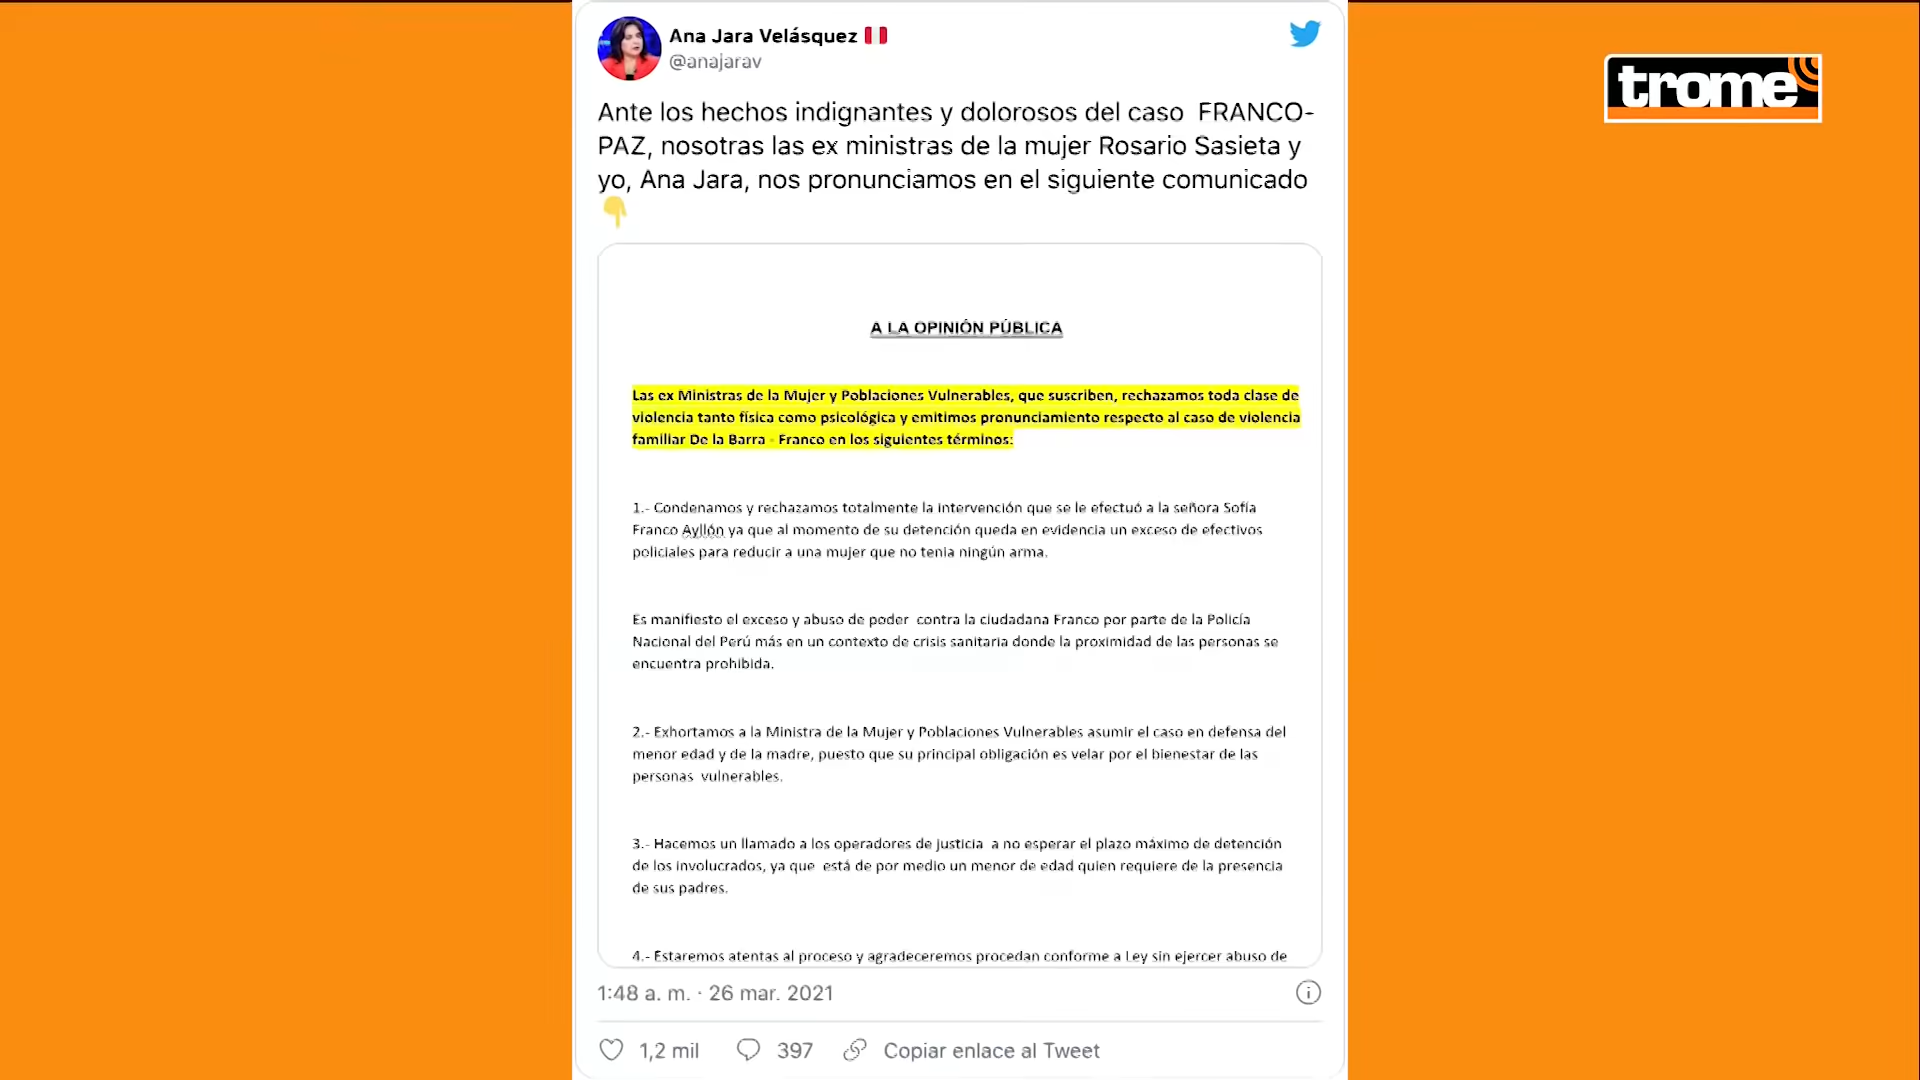 Ana Jara Velásquez
@anajarav
trome
Ante los hechos indignantes y dolorosos del caso FRANCO-
PAZ, nosotras las ex ministras de la mujer Rosario Sasieta y
yo, Ana Jara, nos pronunciamos en el siguiente comunicado
A LA OPINIÓN PÚBLICA
Las ex Ministras de la Mujer y Poblaciones Vulnerables, que suscriben, rechazamos toda clase de
violencia tanto física como psicológica y emitimos pronunciamiento respecto al caso de violencia
familiar De la Barra - Franco en los siguientes términos:
1.- Condenamos y rechazamos totalmente la intervención que se le efectuó a la señora Sofía
Franco Ayllón ya que al momento de su detención queda en evidencia un exceso de efectivos
policiales para reducir a una mujer que no tenia ningún arma.
Es manifiesto el exceso y abuso de poder contra la ciudadana Franco por parte de la Policía
Nacional del Perú más en un contexto de crisis sanitaria donde la proximidad de las personas se
encuentra prohibida.
2.- Exhortamos a la Ministra de la Mujer y Poblaciones Vulnerables asumir el caso en defensa del
menor edad y de la madre, puesto que su principal obligación es velar por el bienestar de las
personas vulnerables.
3.- Hacemos un llamado a los operadores de justicia a no esperar el plazo máximo de detención
de los involucrados, ya que está de por medio un menor de edad quien requiere de la presencia
de sus padres.
4.- Estaremos atentas al proceso y agradeceremos procedan conforme a Ley sin ejercer abuso de
1:48 a. m. · 26 mar. 2021
1,2 mil 397 Copiar enlace al Tweet